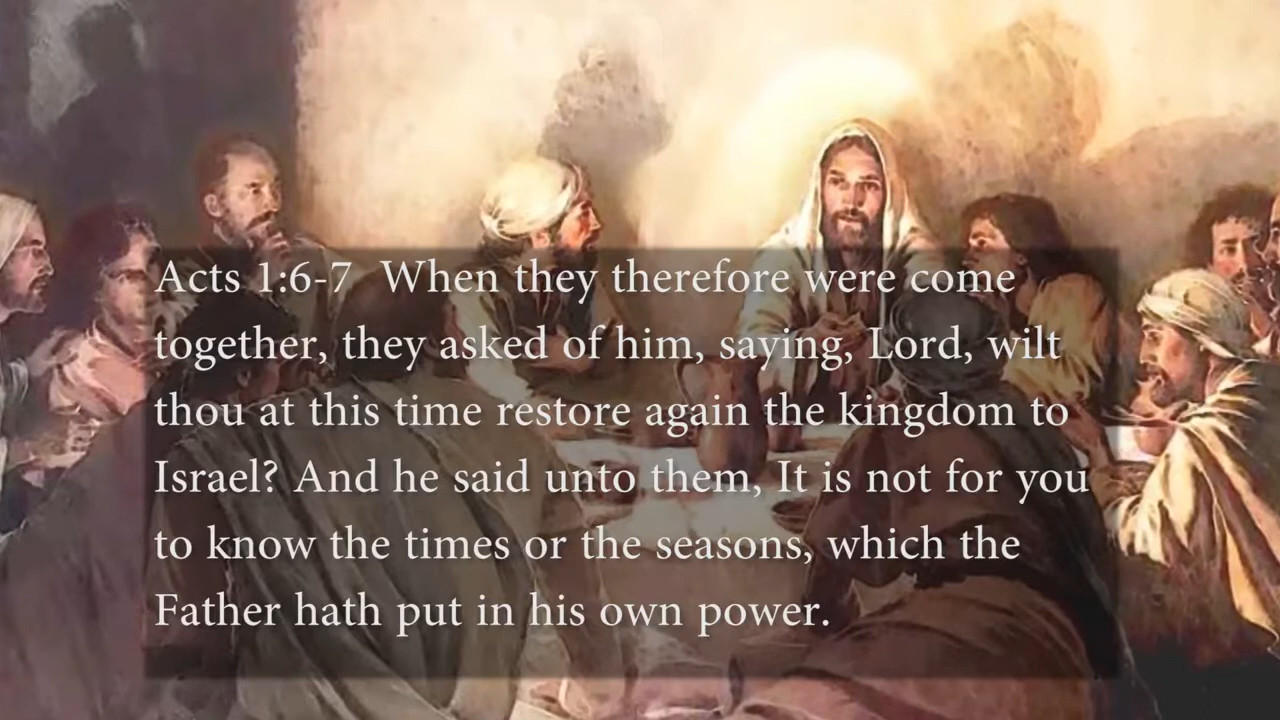 Acts 1:6-7  When they therefore were come
together, they asked of him, saying, Lord, wilt
thou at this time restore again the kingdom to
Israel? And he said unto them, It is not for you
to know the times or the seasons, which the
Father hath put in his own power.